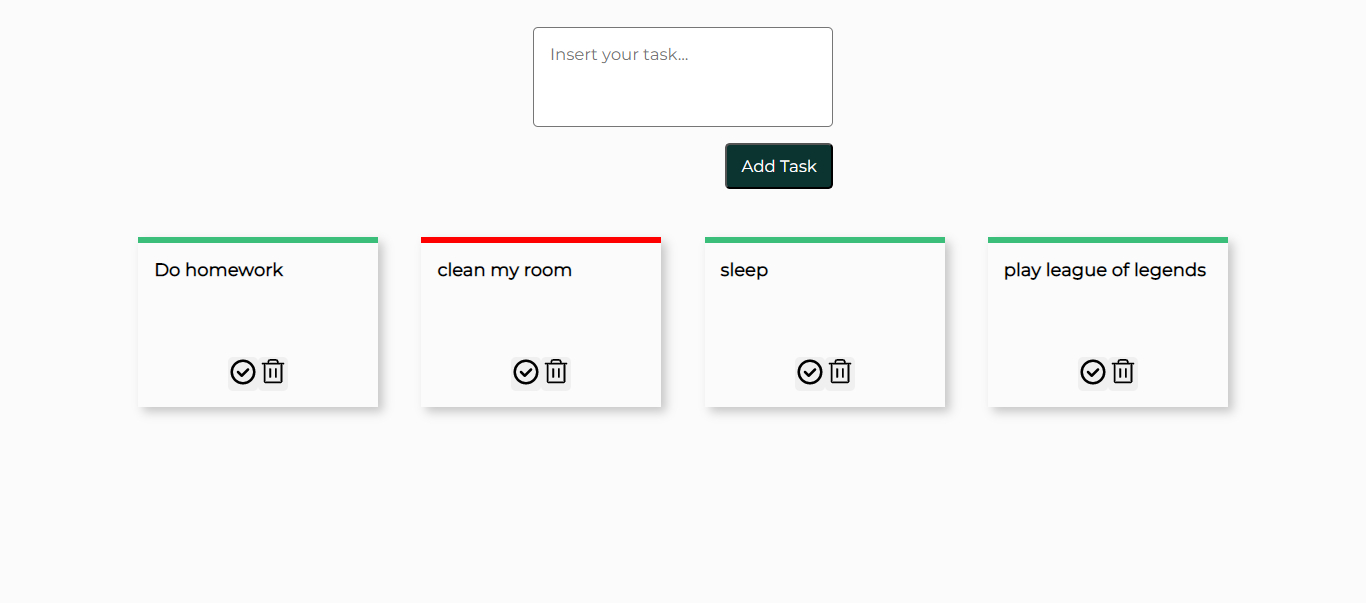 Insert your task...
Add Task
Do homework
clean my room
sleep
play league of legends